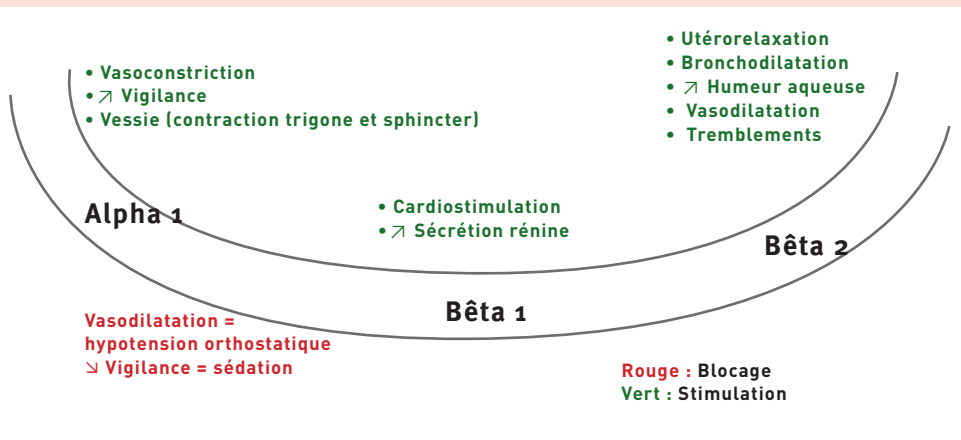 • Vasoconstriction
• ↗ Vigilance
• Vessie (contraction trigone et sphincter)
• Utérorelaxation
• Bronchodilatation
• ↗ Humeur aqueuse
• Vasodilatation
• Tremblements
Alpha 1
• Cardiostimulation
• ↗ Sécrétion rénine
Bêta 2
Bêta 1
Vasodilatation =
hypotension orthostatique
↘ Vigilance = sédation
Rouge : Blocage
Vert : Stimulation